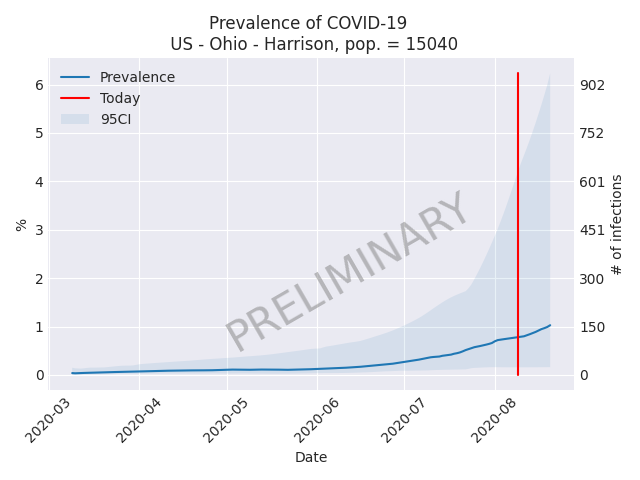 Prevalence of COVID-19
US - Ohio - Harrison, pop. = 15040
Prevalence
Today
95CI
6
5
4
3
2
1
0
%
902
752
601
451
300
150
0
# of infections
PRELIMINARY
2020-03
2020-04
2020-05
2020-06
2020-07
2020-08
Date